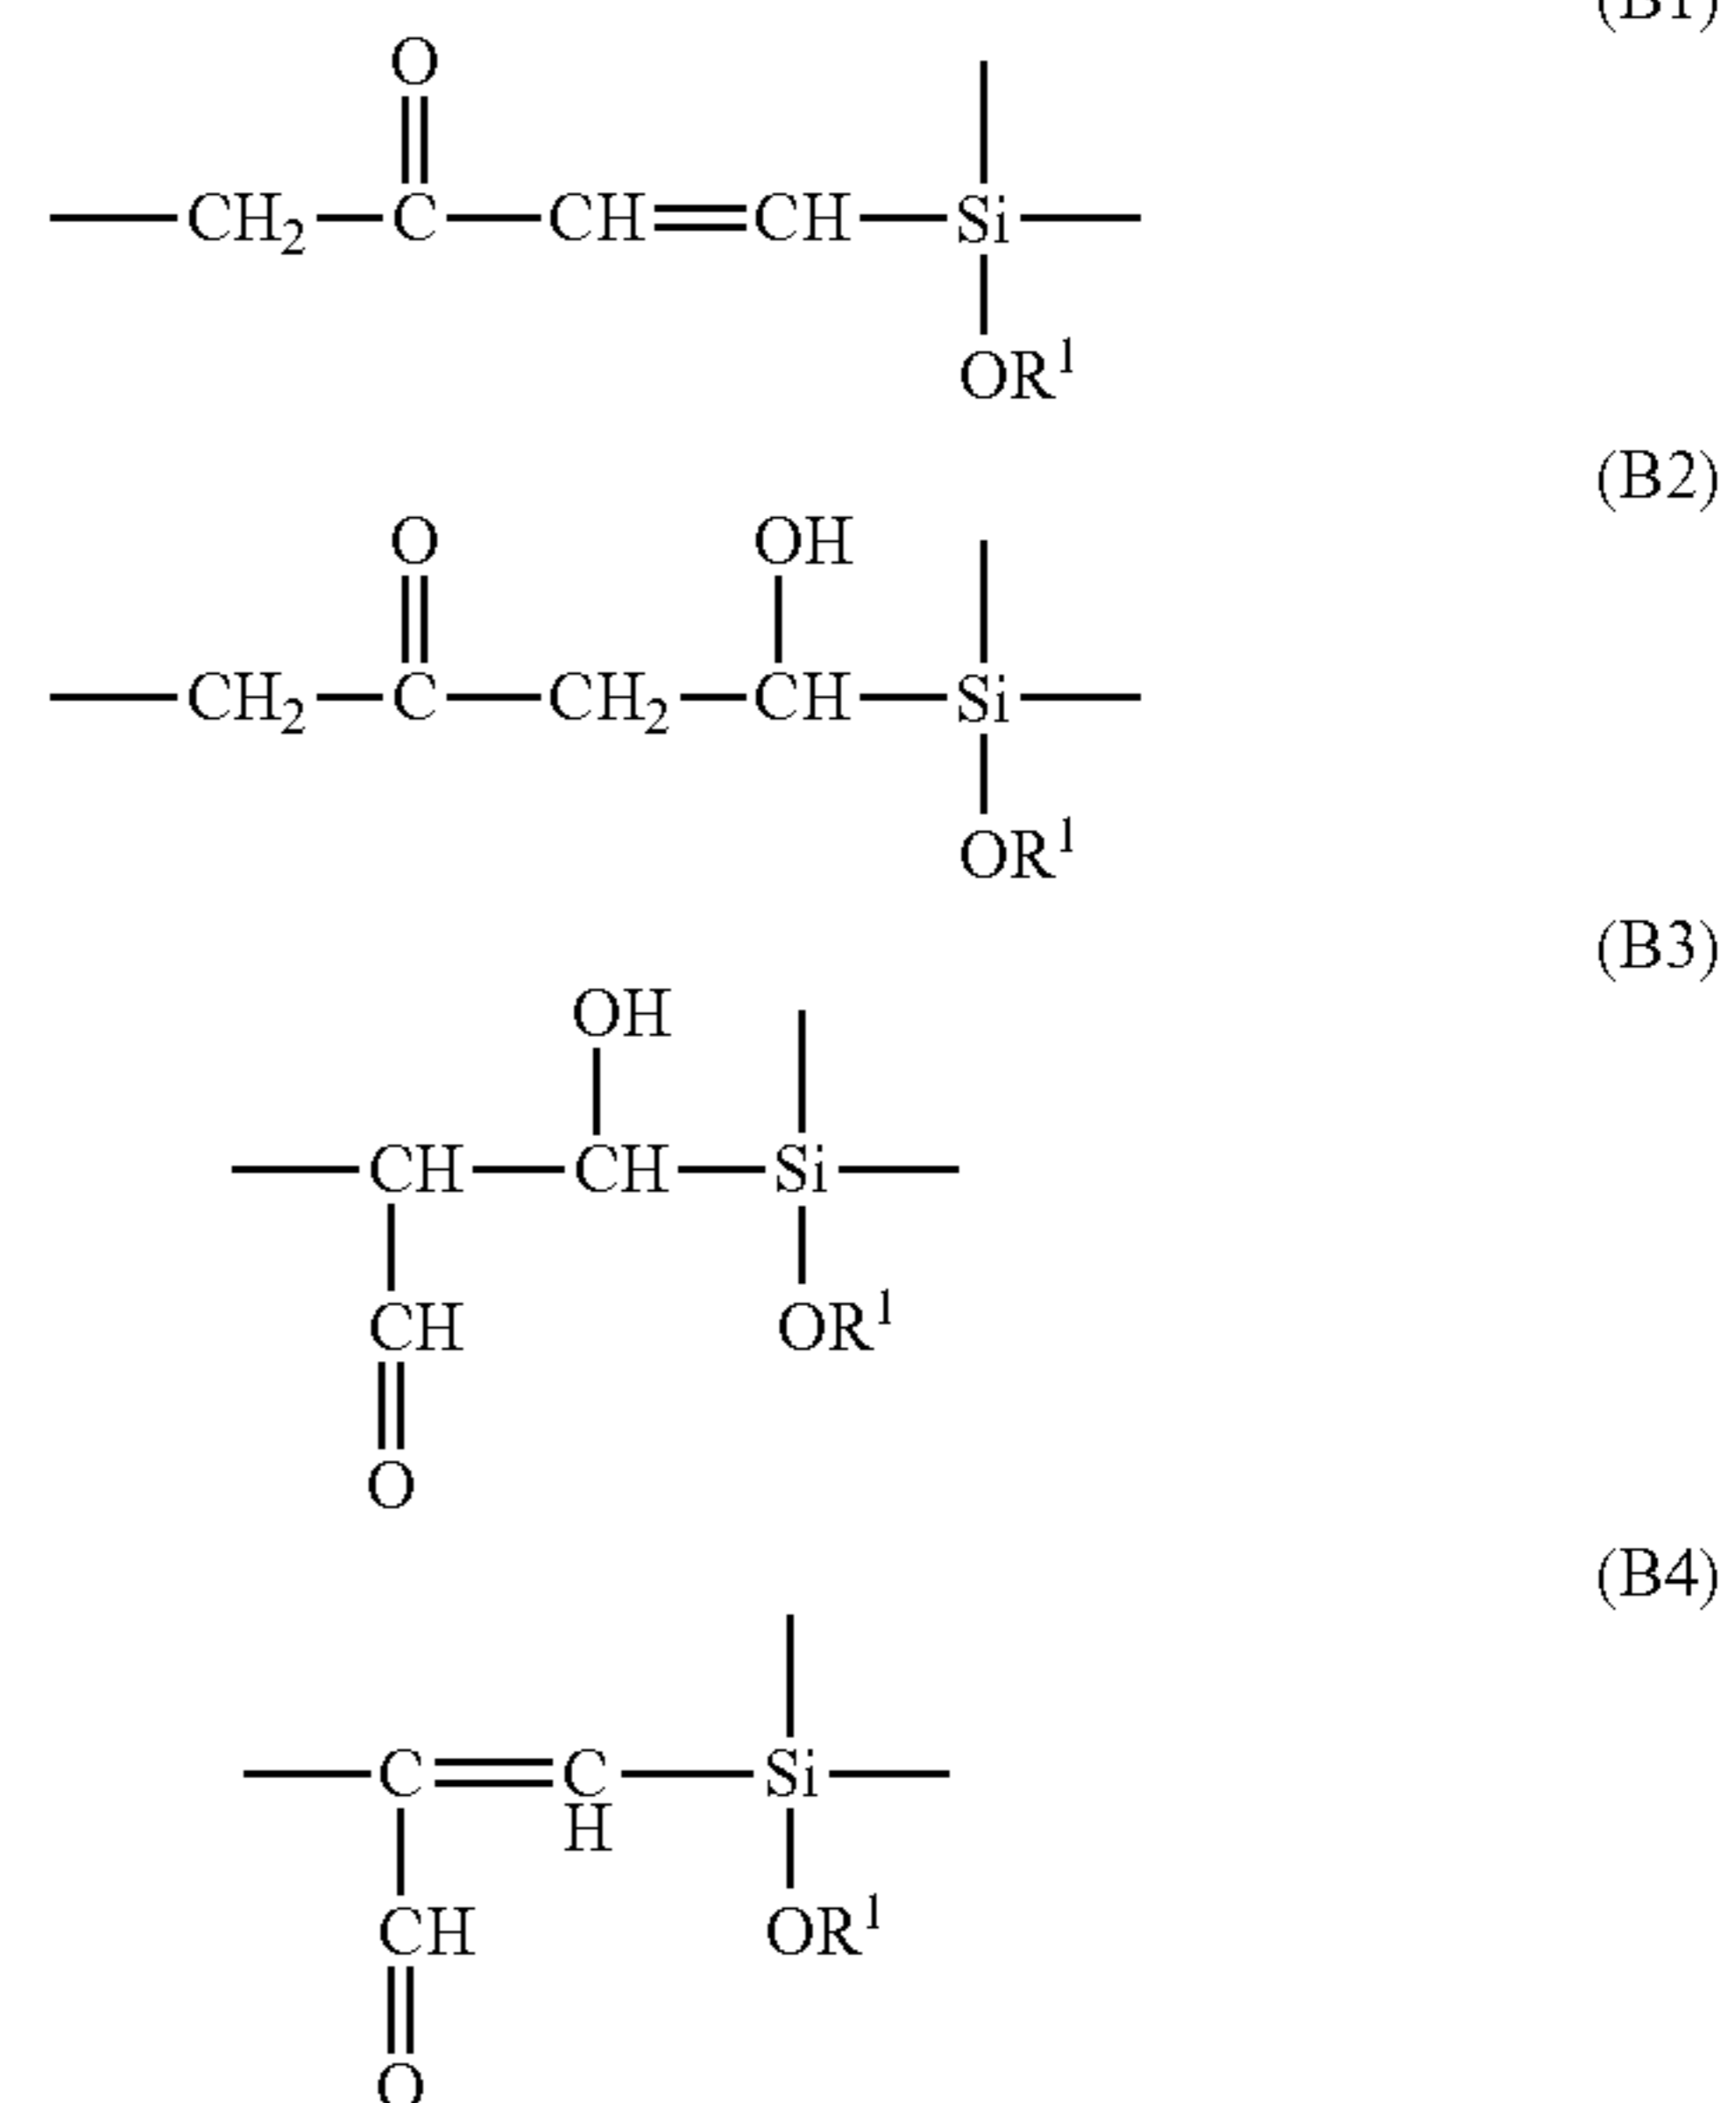 (B1)
O
CH2 C CH CH Si
OR1
(B2)
O OH
CH2 C CH2 CH Si
OR1
(B3)
OH
CH CH Si
CH OR1
O
(B4)
C C Si
H
CH OR1
O